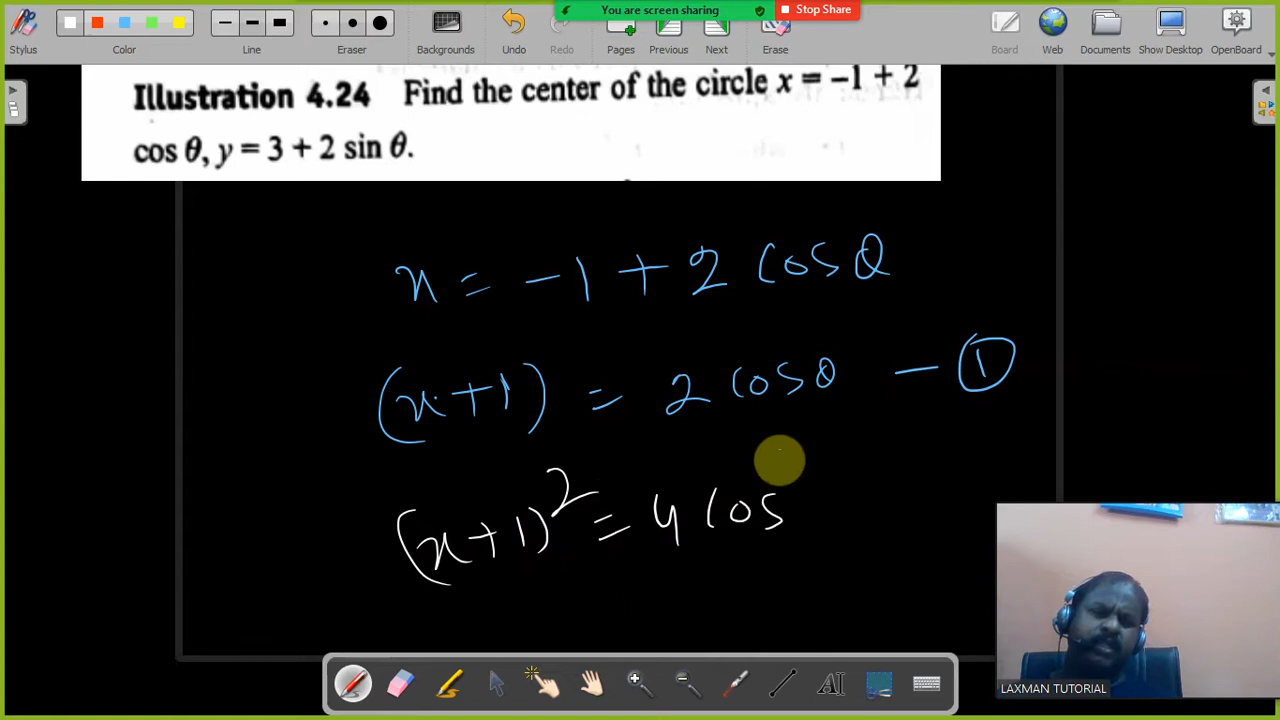 You are screen sharing Stop Share
Stylus Color Line Eraser Backgrounds Undo Redo Pages Previous Next Erase Board Web Documents Show Desktop OpenBoard
Illustration 4.24 Find the center of the circle x = −1 + 2
cos θ, y = 3 + 2 sin θ.
x = −1 + 2 cos θ
(x+1) = 2 cos θ − ①
(x+1)² = 4 cos
LAXMAN TUTORIAL